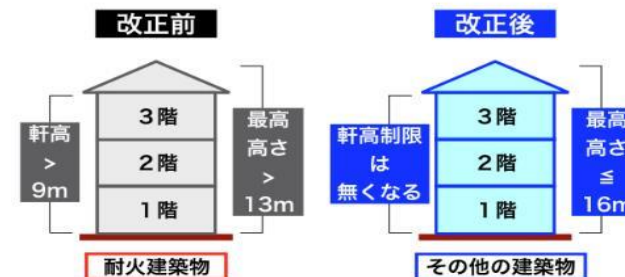 改正前
3階
2階
1階
軒高
>
9m
最高
高さ
>
13m
耐火建築物
改正後
3階
2階
1階
軒高制限
は
無くなる
最高
高さ
≦
16m
その他の建築物